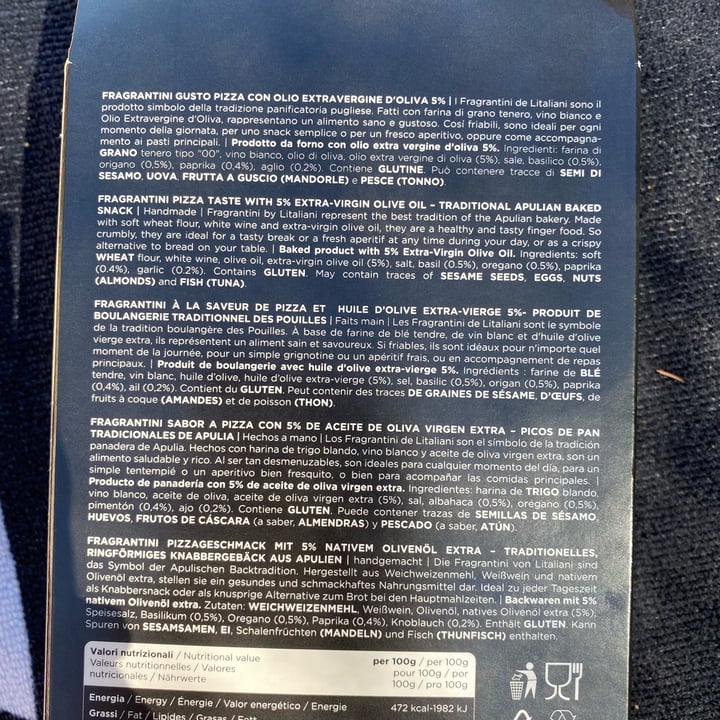 FRAGRANTINI GUSTO PIZZA CON OLIO EXTRAVERGINE D'OLIVA 5% | I Fragrantini de Litaliani sono il
prodotto simbolo della tradizione panificatoria pugliese. Fatti con farina di grano tenero, vino bianco e
Olio Extravergine d'Oliva, rappresentano un alimento sano e gustoso. Così friabili, sono ideali per ogni
momento della giornata, per uno snack semplice o per un fresco aperitivo, oppure come accompagna-
mento ai pasti principali. | Prodotto da forno con olio extra vergine d'oliva 5%. Ingredienti: farina di
GRANO tenero tipo "00", vino bianco, olio di oliva, olio extra vergine di oliva (5%), sale, basilico (0,5%),
origano (0,5%), paprika (0,4%), aglio (0,2%). Contiene GLUTINE. Può contenere tracce di SEMI DI
SESAMO, UOVA, FRUTTA A GUSCIO (MANDORLE) e PESCE (TONNO).
FRAGRANTINI PIZZA TASTE WITH 5% EXTRA-VIRGIN OLIVE OIL – TRADITIONAL APULIAN BAKED
SNACK | Handmade | Fragrantini by Litaliani represent the best tradition of the Apulian bakery. Made
with soft wheat flour, white wine and extra-virgin olive oil, they are a healthy and tasty finger food. So
crumbly, they are ideal for a tasty break or a fresh aperitif at any time during your day, or as a crispy
alternative to bread on your table. | Baked product with 5% Extra-Virgin Olive Oil. Ingredients: soft
WHEAT flour, white wine, olive oil, extra-virgin olive oil (5%), salt, basil (0.5%), oregano (0.5%), paprika
(0.4%), garlic (0.2%). Contains GLUTEN. May contain traces of SESAME SEEDS, EGGS, NUTS
(ALMONDS) and FISH (TUNA).
FRAGRANTINI À LA SAVEUR DE PIZZA ET HUILE D'OLIVE EXTRA-VIERGE 5%- PRODUIT DE
BOULANGERIE TRADITIONNEL DES POUILLES | Faits main | Les Fragrantini de Litaliani sont le symbole
de la tradition boulangère des Pouilles. À base de farine de blé tendre, de vin blanc et d'huile d'olive
vierge extra, ils représentent un aliment sain et savoureux. Si friables, ils sont idéaux pour n'importe quel
moment de la journée, pour un simple grignotine ou un apéritif frais, ou en accompagnement de repas
principaux. | Produit de boulangerie avec huile d'olive extra-vierge 5%. Ingrédients : farine de BLÉ
tendre, vin blanc, huile d'olive, huile d'olive extra-vierge (5%), sel, basilic (0,5%), origan (0,5%), paprika
(0,4%), ail (0,2%). Contient du GLUTEN. Peut contenir des traces DE GRAINES DE SÉSAME, D'ŒUFS, de
fruits à coque (AMANDES) et de poisson (THON).
FRAGRANTINI SABOR A PIZZA CON 5% DE ACEITE DE OLIVA VIRGEN EXTRA – PICOS DE PAN
TRADICIONALES DE APULIA | Hechos a mano | Los Fragrantini de Litaliani son el símbolo de la tradición
panadera de Apulia. Hechos con harina de trigo blando, vino blanco y aceite de oliva virgen extra, son un
alimento saludable y rico. Al ser tan desmenuzables, son ideales para cualquier momento del día, para un
simple tentempié o un aperitivo bien fresquito, o bien para acompañar las comidas principales. |
Producto de panadería con 5% de aceite de oliva virgen extra. Ingredientes: harina de TRIGO blando,
vino blanco, aceite de oliva, aceite de oliva virgen extra (5%), sal, albahaca (0,5%), orégano (0,5%),
pimentón (0,4%), ajo (0,2%). Contiene GLUTEN. Puede contener trazas de SEMILLAS DE SÉSAMO,
HUEVOS, FRUTOS DE CÁSCARA (a saber, ALMENDRAS) y PESCADO (a saber, ATÚN).
FRAGRANTINI PIZZAGESCHMACK MIT 5% NATIVEM OLIVENÖL EXTRA – TRADITIONELLES,
RINGFÖRMIGES KNABBERGEBÄCK AUS APULIEN | handgemacht | Die Fragrantini von Litaliani sind
das Symbol der Apulischen Backtradition. Hergestellt aus Weichweizenmehl, Weißwein und nativem
Olivenöl extra, stellen sie ein gesundes und schmackhaftes Nahrungsmittel dar. Ideal zu jeder Tageszeit
als Knabbersnack oder als knusprige Alternative zum Brot bei den Hauptmahlzeiten. | Backwaren mit 5%
nativem Olivenöl extra. Zutaten: WEICHWEIZENMEHL, Weißwein, Olivenöl, natives Olivenöl extra (5%),
Speisesalz, Basilikum (0,5%), Oregano (0,5%), Paprika (0,4%), Knoblauch (0,2%). Enthält GLUTEN. Kann
Spuren von SESAMSAMEN, EI, Schalenfrüchten (MANDELN) und Fisch (THUNFISCH) enthalten.
Valori nutrizionali / Nutritional value
Valeurs nutritionnelles / Valores
nutricionales / Nährwerte
per 100g / per 100g
pour 100g / por
100g / pro 100g
Energia / Energy / Énergie / Valor energético / Energie
472 kcal-1982 kJ
Grassi / Fat / Lipides / Grasas / Fett